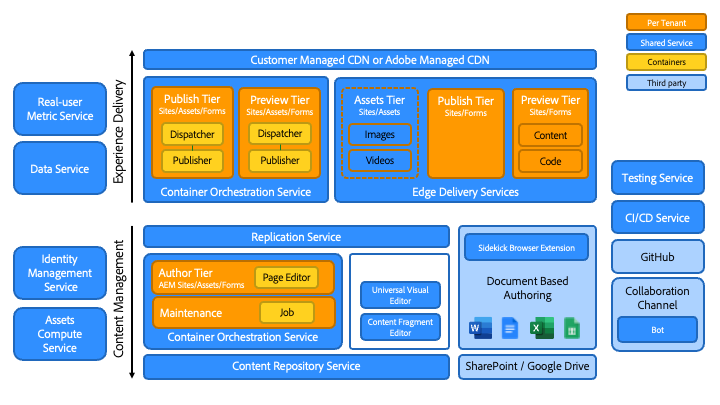 Per Tenant
Shared Service
Containers
Third party
Customer Managed CDN or Adobe Managed CDN
Experience Delivery
Real-user
Metric Service
Data Service
Publish Tier
Sites/Assets/Forms
Dispatcher
Publisher
Preview Tier
Sites/Assets/Forms
Dispatcher
Publisher
Container Orchestration Service
Assets Tier
Sites/Assets
Images
Videos
Publish Tier
Sites/Forms
Preview Tier
Sites/Forms
Content
Code
Edge Delivery Services
Testing Service
CI/CD Service
GitHub
Collaboration
Channel
Bot
Content Management
Identity
Management
Service
Assets
Compute
Service
Replication Service
Author Tier
AEM Sites/Assets/Forms
Page Editor
Maintenance
Job
Container Orchestration Service
Universal Visual
Editor
Content Fragment
Editor
Content Repository Service
Sidekick Browser Extension
Document Based
Authoring
W
X
SharePoint / Google Drive